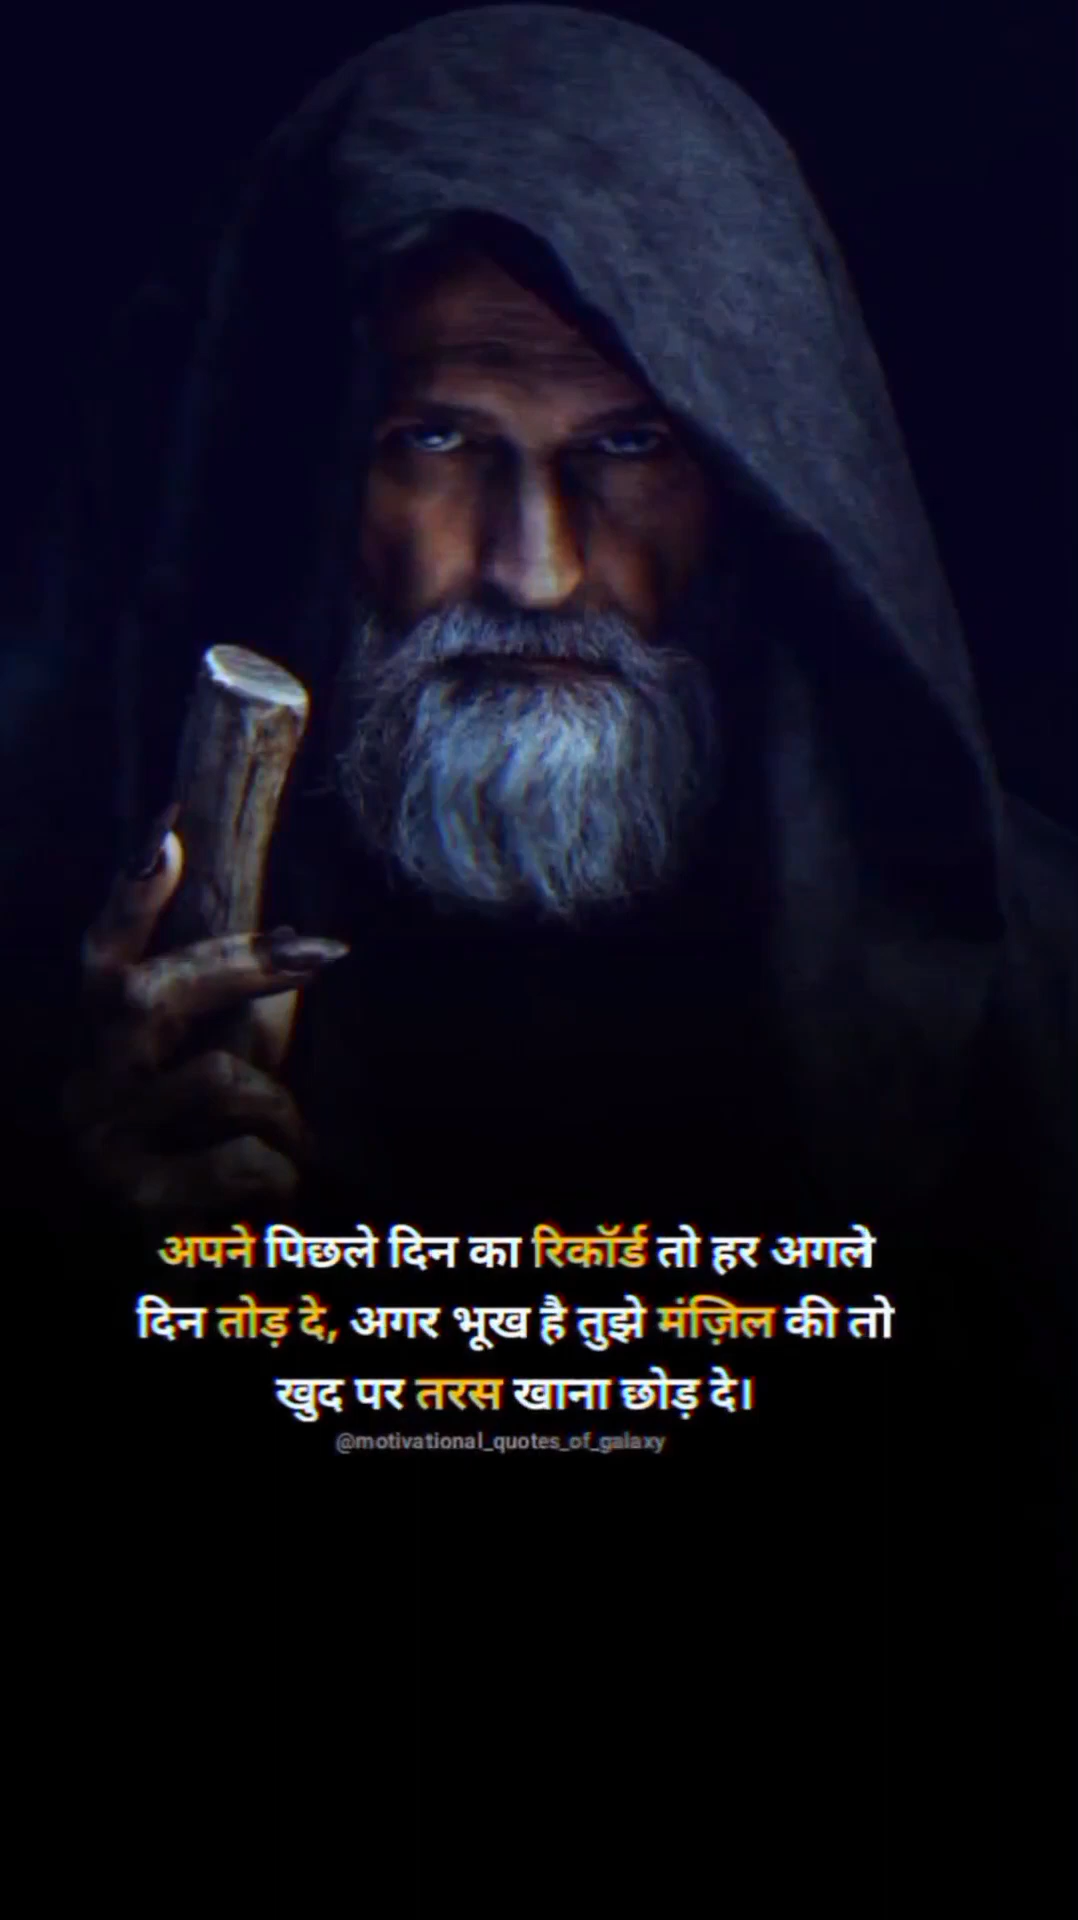 अपने पिछले दिन का रिकॉर्ड तो हर अगले
दिन तोड़ दे, अगर भूख है तुझे मंज़िल की तो
खुद पर तरस खाना छोड़ दे।
@motivational_quotes_of_galaxy